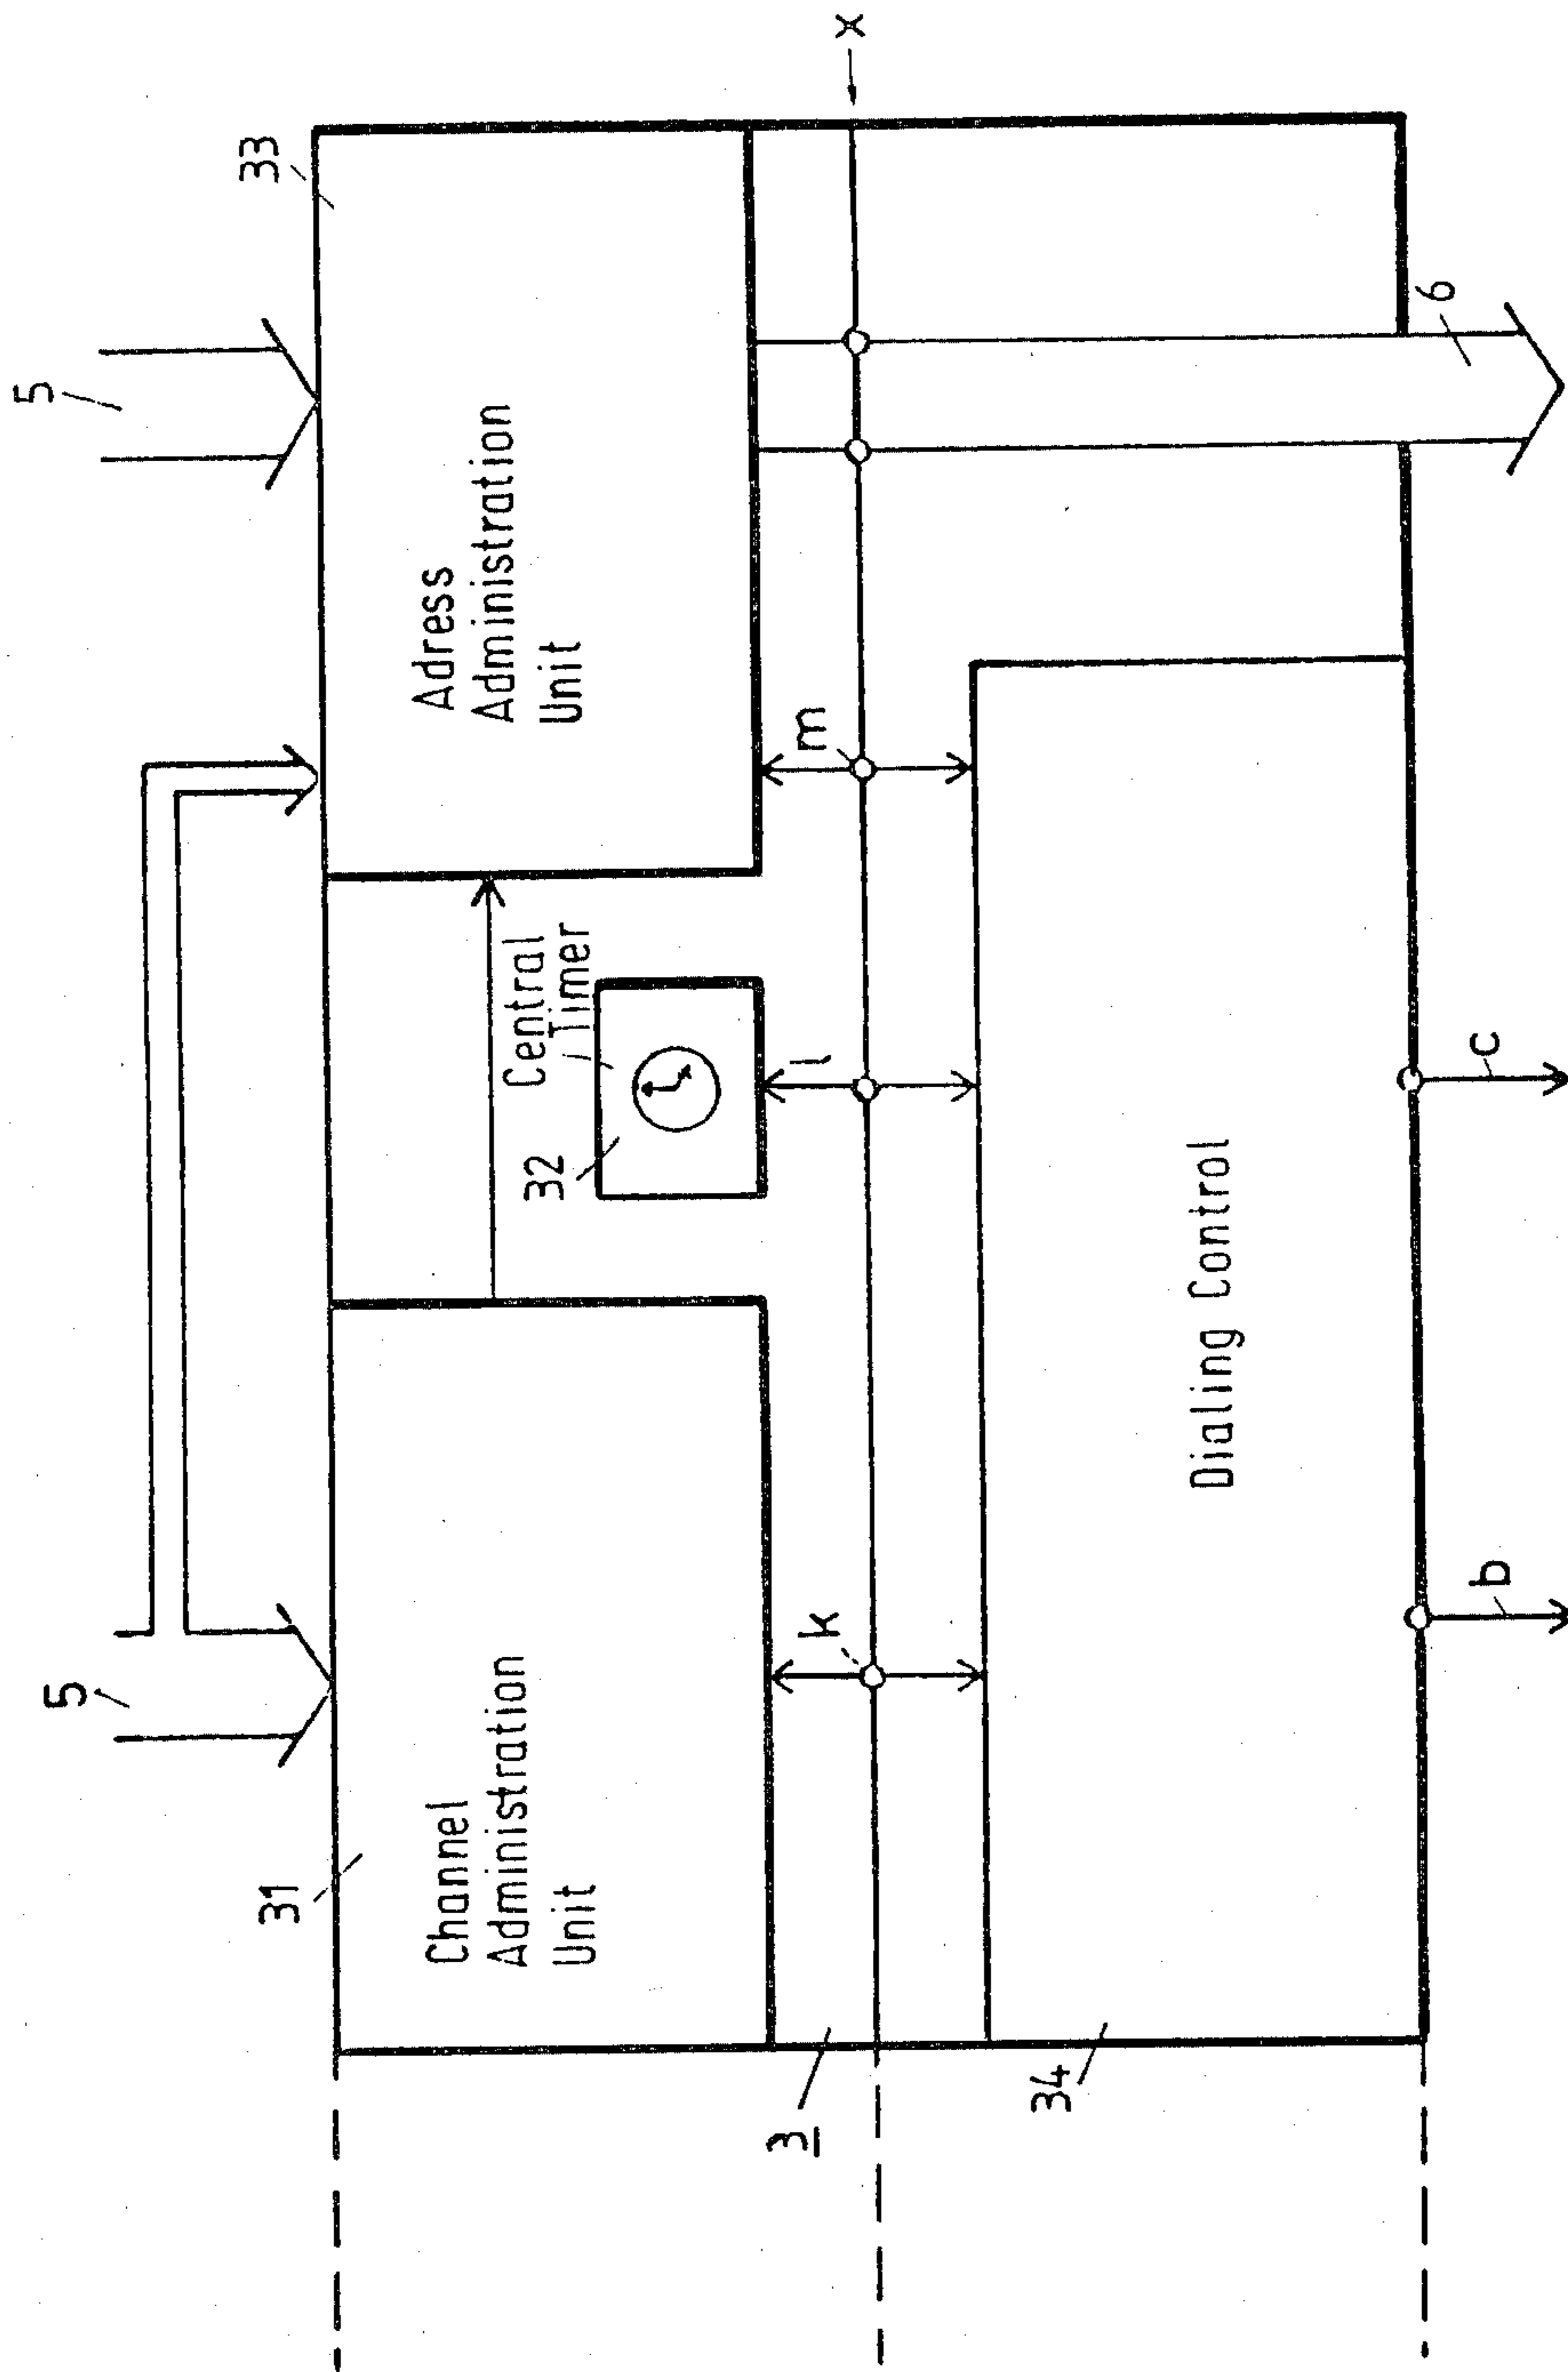 5
5
31
33
Channel
Administration
Unit
Adress
Administration
Unit
Central
Timer
32
k
l
m
x
3
34
Dialing Control
b
c
6